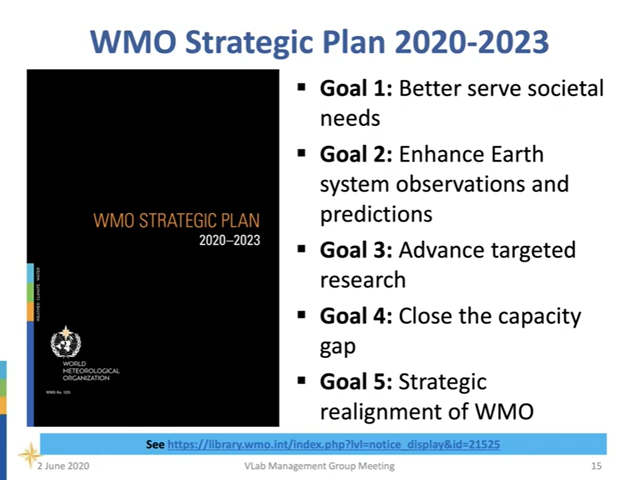 WMO Strategic Plan 2020-2023
WMO STRATEGIC PLAN
2020–2023
WEATHER CLIMATE WATER
WORLD
METEOROLOGICAL
ORGANIZATION
▪ Goal 1: Better serve societal
needs
▪ Goal 2: Enhance Earth
system observations and
predictions
▪ Goal 3: Advance targeted
research
▪ Goal 4: Close the capacity
gap
▪ Goal 5: Strategic
realignment of WMO
See https://library.wmo.int/index.php?lvl=notice_display&id=21525
2 June 2020
VLab Management Group Meeting
15